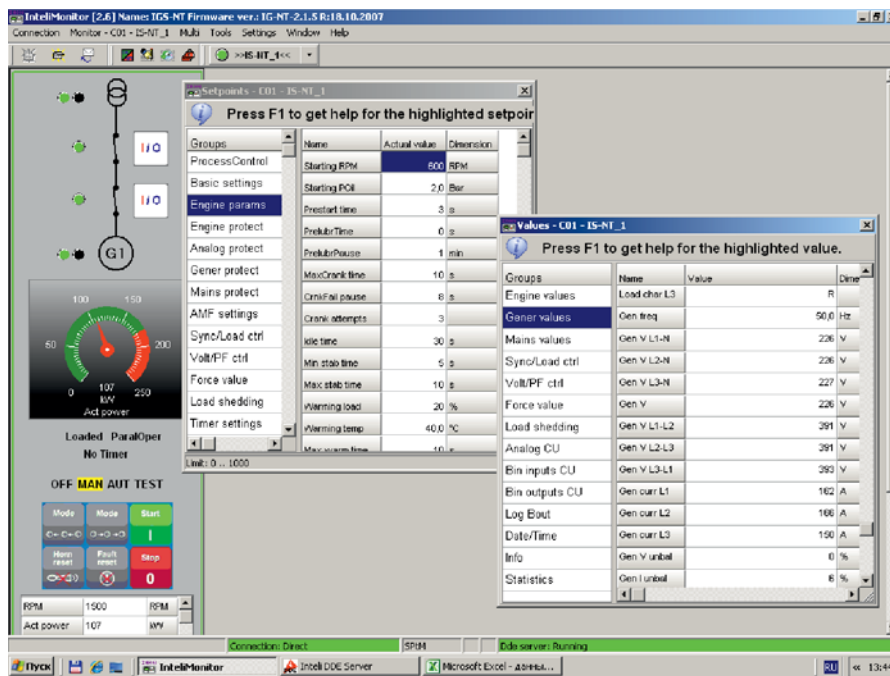 InteliMonitor [2.6] Name: IGS-NT Firmware ver.: IG-NT-2.1.5 R:18.10.2007
Connection Monitor - C01 - IS-NT_1 Multi Tools Settings Window Help
>>IS-NT_1<<
I/O
I/O
G1
50 100 150 200
0 250
107
kW
Act power
Loaded ParalOper
No Timer
OFF MAN AUT TEST
Mode Mode Start
I
Horn reset Fault reset Stop
0
RPM 1500 RPM
Act power 107 kW
Setpoints - C01 - IS-NT_1
Press F1 to get help for the highlighted setpoin
Groups
ProcessControl
Basic settings
Engine params
Engine protect
Analog protect
Gener protect
Mains protect
AMF settings
Sync/Load ctrl
Volt/PF ctrl
Force value
Load shedding
Timer settings
Name Actual value Dimension
Starting RPM 600 RPM
Starting POil 2,0 Bar
Prestart time 3 s
PrelubrTime 0 s
PrelubrPause 1 min
MaxCrank time 10 s
CrnkFail pause 8 s
Crank attempts 3
Idle time 30 s
Min stab time 5 s
Max stab time 10 s
Warming load 20 %
Warming temp 40,0 °C
Max warm time 10 s
Limit: 0 .. 1000
Values - C01 - IS-NT_1
Press F1 to get help for the highlighted value.
Groups
Engine values
Gener values
Mains values
Sync/Load ctrl
Volt/PF ctrl
Force value
Load shedding
Analog CU
Bin inputs CU
Bin outputs CU
Log Bout
Date/Time
Info
Statistics
Name Value Dime
Load char L3 R
Gen freq 50,0 Hz
Gen V L1-N 226 V
Gen V L2-N 226 V
Gen V L3-N 227 V
Gen V 226 V
Gen V L1-L2 391 V
Gen V L2-L3 391 V
Gen V L3-L1 393 V
Gen curr L1 162 A
Gen curr L2 166 A
Gen curr L3 150 A
Gen V unbal 0 %
Gen I unbal 6 %
Connection: Direct SPtM Dde server: Running
Пуск InteliMonitor Inteli DDE Server Microsoft Excel - данны... RU « 13:44